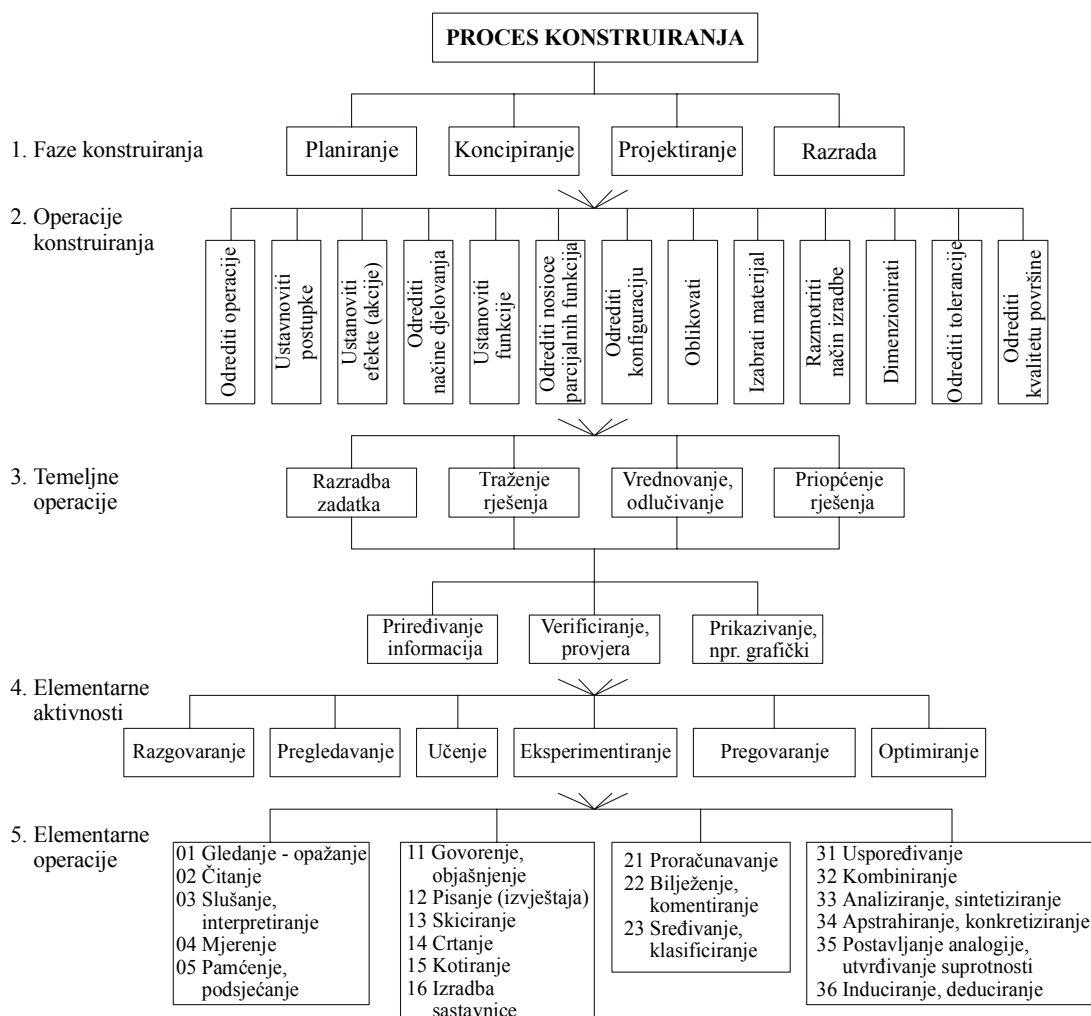 PROCES KONSTRUIRANJA
1. Faze konstruiranja
Planiranje
Koncipiranje
Projektiranje
Razrada
2. Operacije
konstruiranja
Odrediti operacije
Ustavnoviti
postupke
Ustanoviti
efekte (akcije)
Odrediti
načine djelovanja
Ustanoviti
funkcije
Odrediti nosioce
parcijalnih funkcija
Odrediti
konfiguraciju
Oblikovati
Izabrati materijal
Razmotriti
način izradbe
Dimenzionirati
Odrediti tolerancije
Odrediti
kvalitetu površine
3. Temeljne
operacije
Razradba
zadatka
Traženje
rješenja
Vrednovanje,
odlučivanje
Priopćenje
rješenja
Priređivanje
informacija
Verificiranje,
provjera
Prikazivanje,
npr. grafički
4. Elementarne
aktivnosti
Razgovaranje
Pregledavanje
Učenje
Eksperimentiranje
Pregovaranje
Optimiranje
5. Elementarne
operacije
01 Gledanje - opažanje
02 Čitanje
03 Slušanje,
interpretiranje
04 Mjerenje
05 Pamćenje,
podsjećanje
11 Govorenje,
objašnjenje
12 Pisanje (izvještaja)
13 Skiciranje
14 Crtanje
15 Kotiranje
16 Izradba
sastavnice
21 Proračunavanje
22 Bilježenje,
komentiranje
23 Sređivanje,
klasificiranje
31 Uspoređivanje
32 Kombiniranje
33 Analiziranje, sintetiziranje
34 Apstrahiranje, konkretiziranje
35 Postavljanje analogije,
utvrđivanje suprotnosti
36 Induciranje, deduciranje